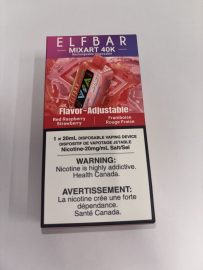 ELFBAR
MIXART 40K
Rechargeable Disposable
Flavor-Adjustable
Red Raspberry
Strawberry
Framboise
Rouge Fraise
1 x 20mL DISPOSABLE VAPING DEVICE
DISPOSITIF DE VAPOTAGE JETABLE
Nicotine-20mg/mL Salt/Sel
WARNING:
Nicotine is highly addictive.
Health Canada
AVERTISSEMENT:
La nicotine crée une forte
dépendance.
Santé Canada.